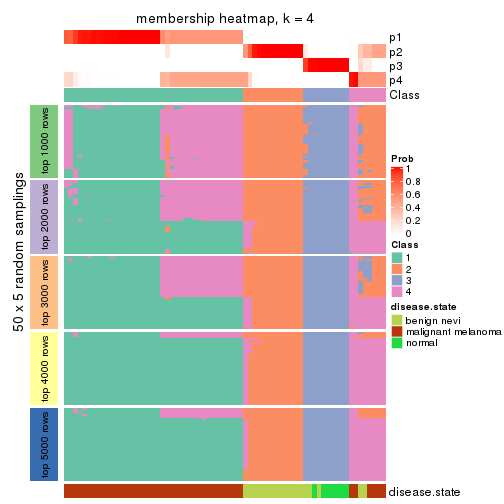 membership heatmap, k = 4
p1
p2
p3
p4
Class
50 x 5 random samplings
top 1000 rows
top 2000 rows
top 3000 rows
top 4000 rows
top 5000 rows
Prob
1
0.8
0.6
0.4
0.2
0
Class
1
2
3
4
disease.state
benign nevi
malignant melanoma
normal
disease.state